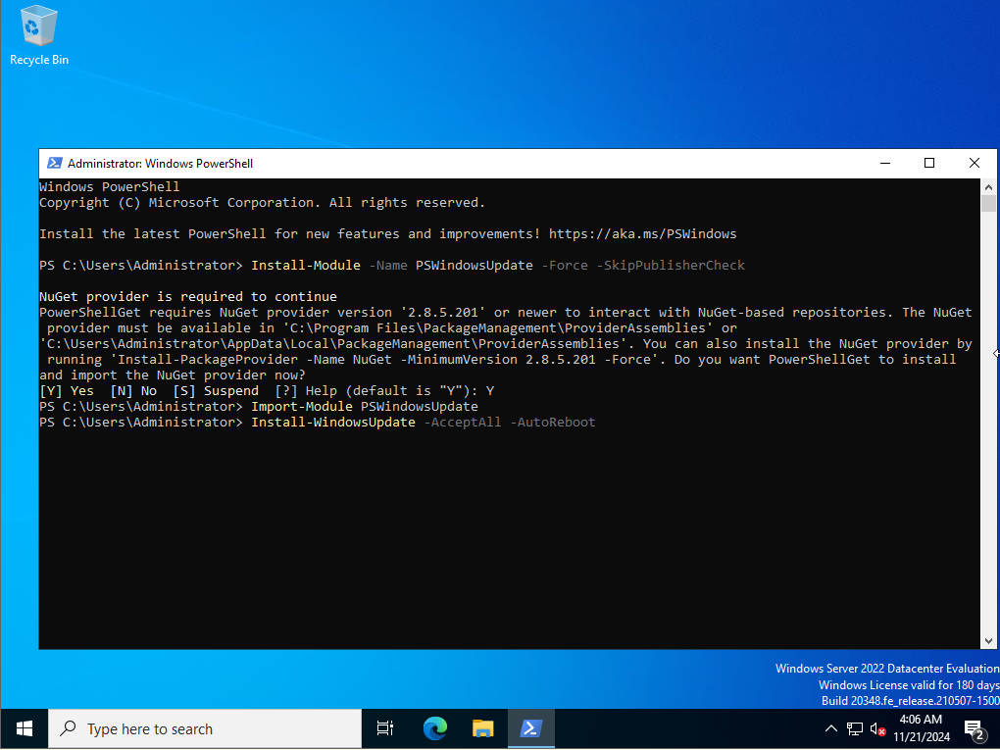 Recycle Bin
Administrator: Windows PowerShell
Windows PowerShell
Copyright (C) Microsoft Corporation. All rights reserved.
Install the latest PowerShell for new features and improvements! https://aka.ms/PSWindows
PS C:\Users\Administrator> Install-Module -Name PSWindowsUpdate -Force -SkipPublisherCheck
NuGet provider is required to continue
PowerShellGet requires NuGet provider version '2.8.5.201' or newer to interact with NuGet-based repositories. The NuGet
provider must be available in 'C:\Program Files\PackageManagement\ProviderAssemblies' or
'C:\Users\Administrator\AppData\Local\PackageManagement\ProviderAssemblies'. You can also install the NuGet provider by
running 'Install-PackageProvider -Name NuGet -MinimumVersion 2.8.5.201 -Force'. Do you want PowerShellGet to install
and import the NuGet provider now?
[Y] Yes  [N] No  [S] Suspend  [?] Help (default is "Y"): Y
PS C:\Users\Administrator> Import-Module PSWindowsUpdate
PS C:\Users\Administrator> Install-WindowsUpdate -AcceptAll -AutoReboot
Windows Server 2022 Datacenter Evaluation
Windows License valid for 180 days
Build 20348.fe_release.210507-1500
Type here to search
4:06 AM
11/21/2024
2